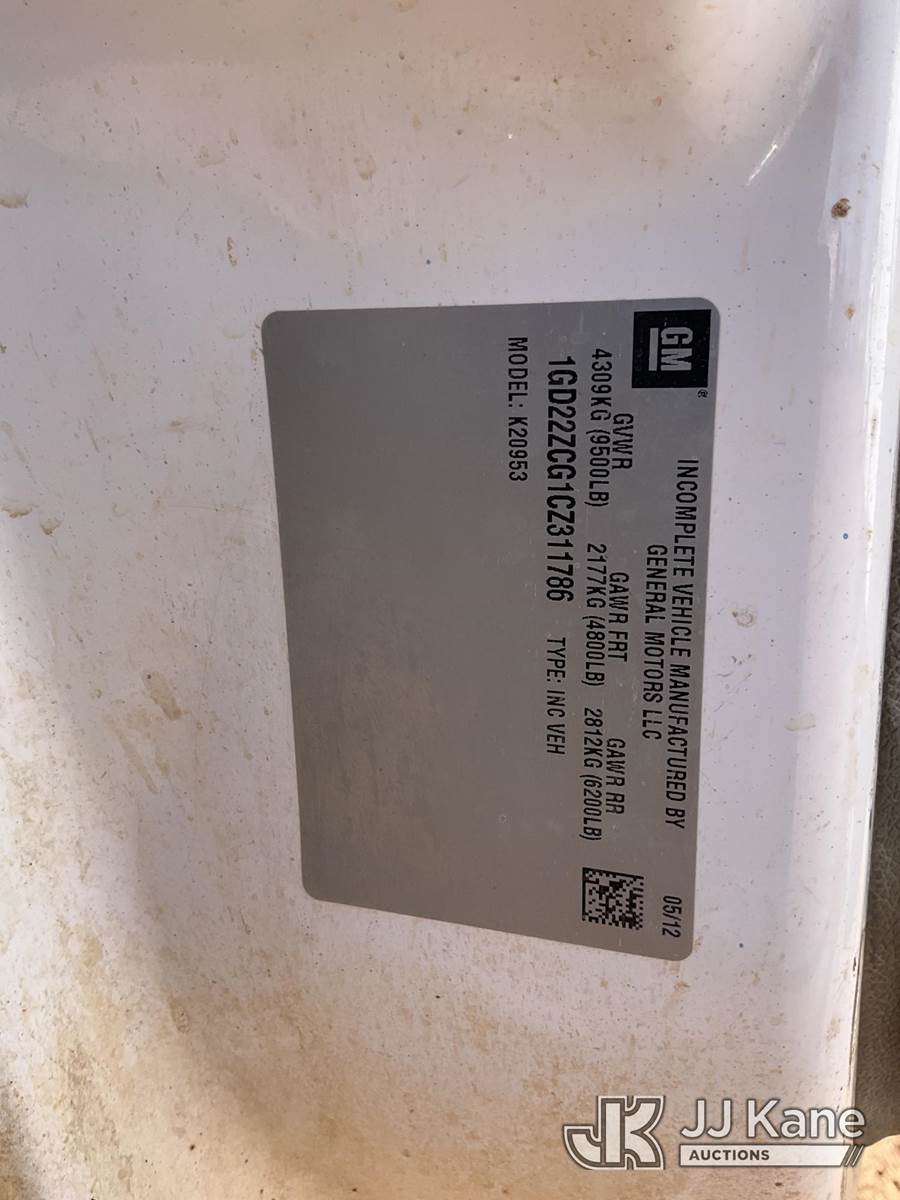 GM®
INCOMPLETE VEHICLE MANUFACTURED BY
GENERAL MOTORS LLC
05/12
GVWR GAWR FRT GAWR RR
4309KG (9500LB) 2177KG (4800LB) 2812KG (6200LB)
1GD22ZCG1CZ311786 TYPE: INC VEH
MODEL: K20953
JK JJ Kane
AUCTIONS